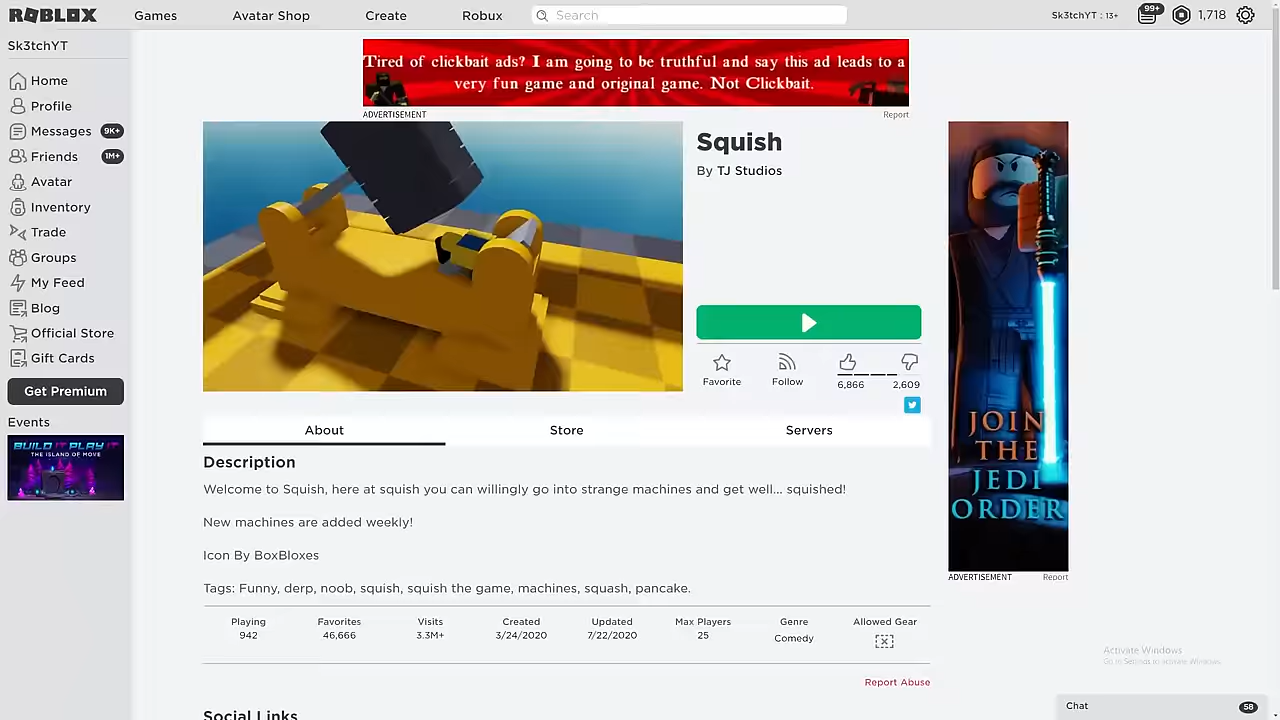 ROBLOX
Games
Avatar Shop
Create
Robux
Search
Sk3tchYT : 13+
99+
1,718
Sk3tchYT
Home
Profile
Messages
9K+
Friends
1M+
Avatar
Inventory
Trade
Groups
My Feed
Blog
Official Store
Gift Cards
Get Premium
Events
BUILD IT PLAY IT
THE ISLAND OF MOVE
Tired of clickbait ads? I am going to be truthful and say this ad leads to a
very fun game and original game. Not Clickbait.
ADVERTISEMENT
Report
Squish
By TJ Studios
Favorite
Follow
6,866
2,609
About
Store
Servers
Description
Welcome to Squish, here at squish you can willingly go into strange machines and get well... squished!
New machines are added weekly!
Icon By BoxBloxes
Tags: Funny, derp, noob, squish, squish the game, machines, squash, pancake.
Playing
942
Favorites
46,666
Visits
3.3M+
Created
3/24/2020
Updated
7/22/2020
Max Players
25
Genre
Comedy
Allowed Gear
Report Abuse
Social Links
JOIN
THE
JEDI
ORDER
ADVERTISEMENT
Report
Activate Windows
Go to Settings to activate Windows.
Chat
58